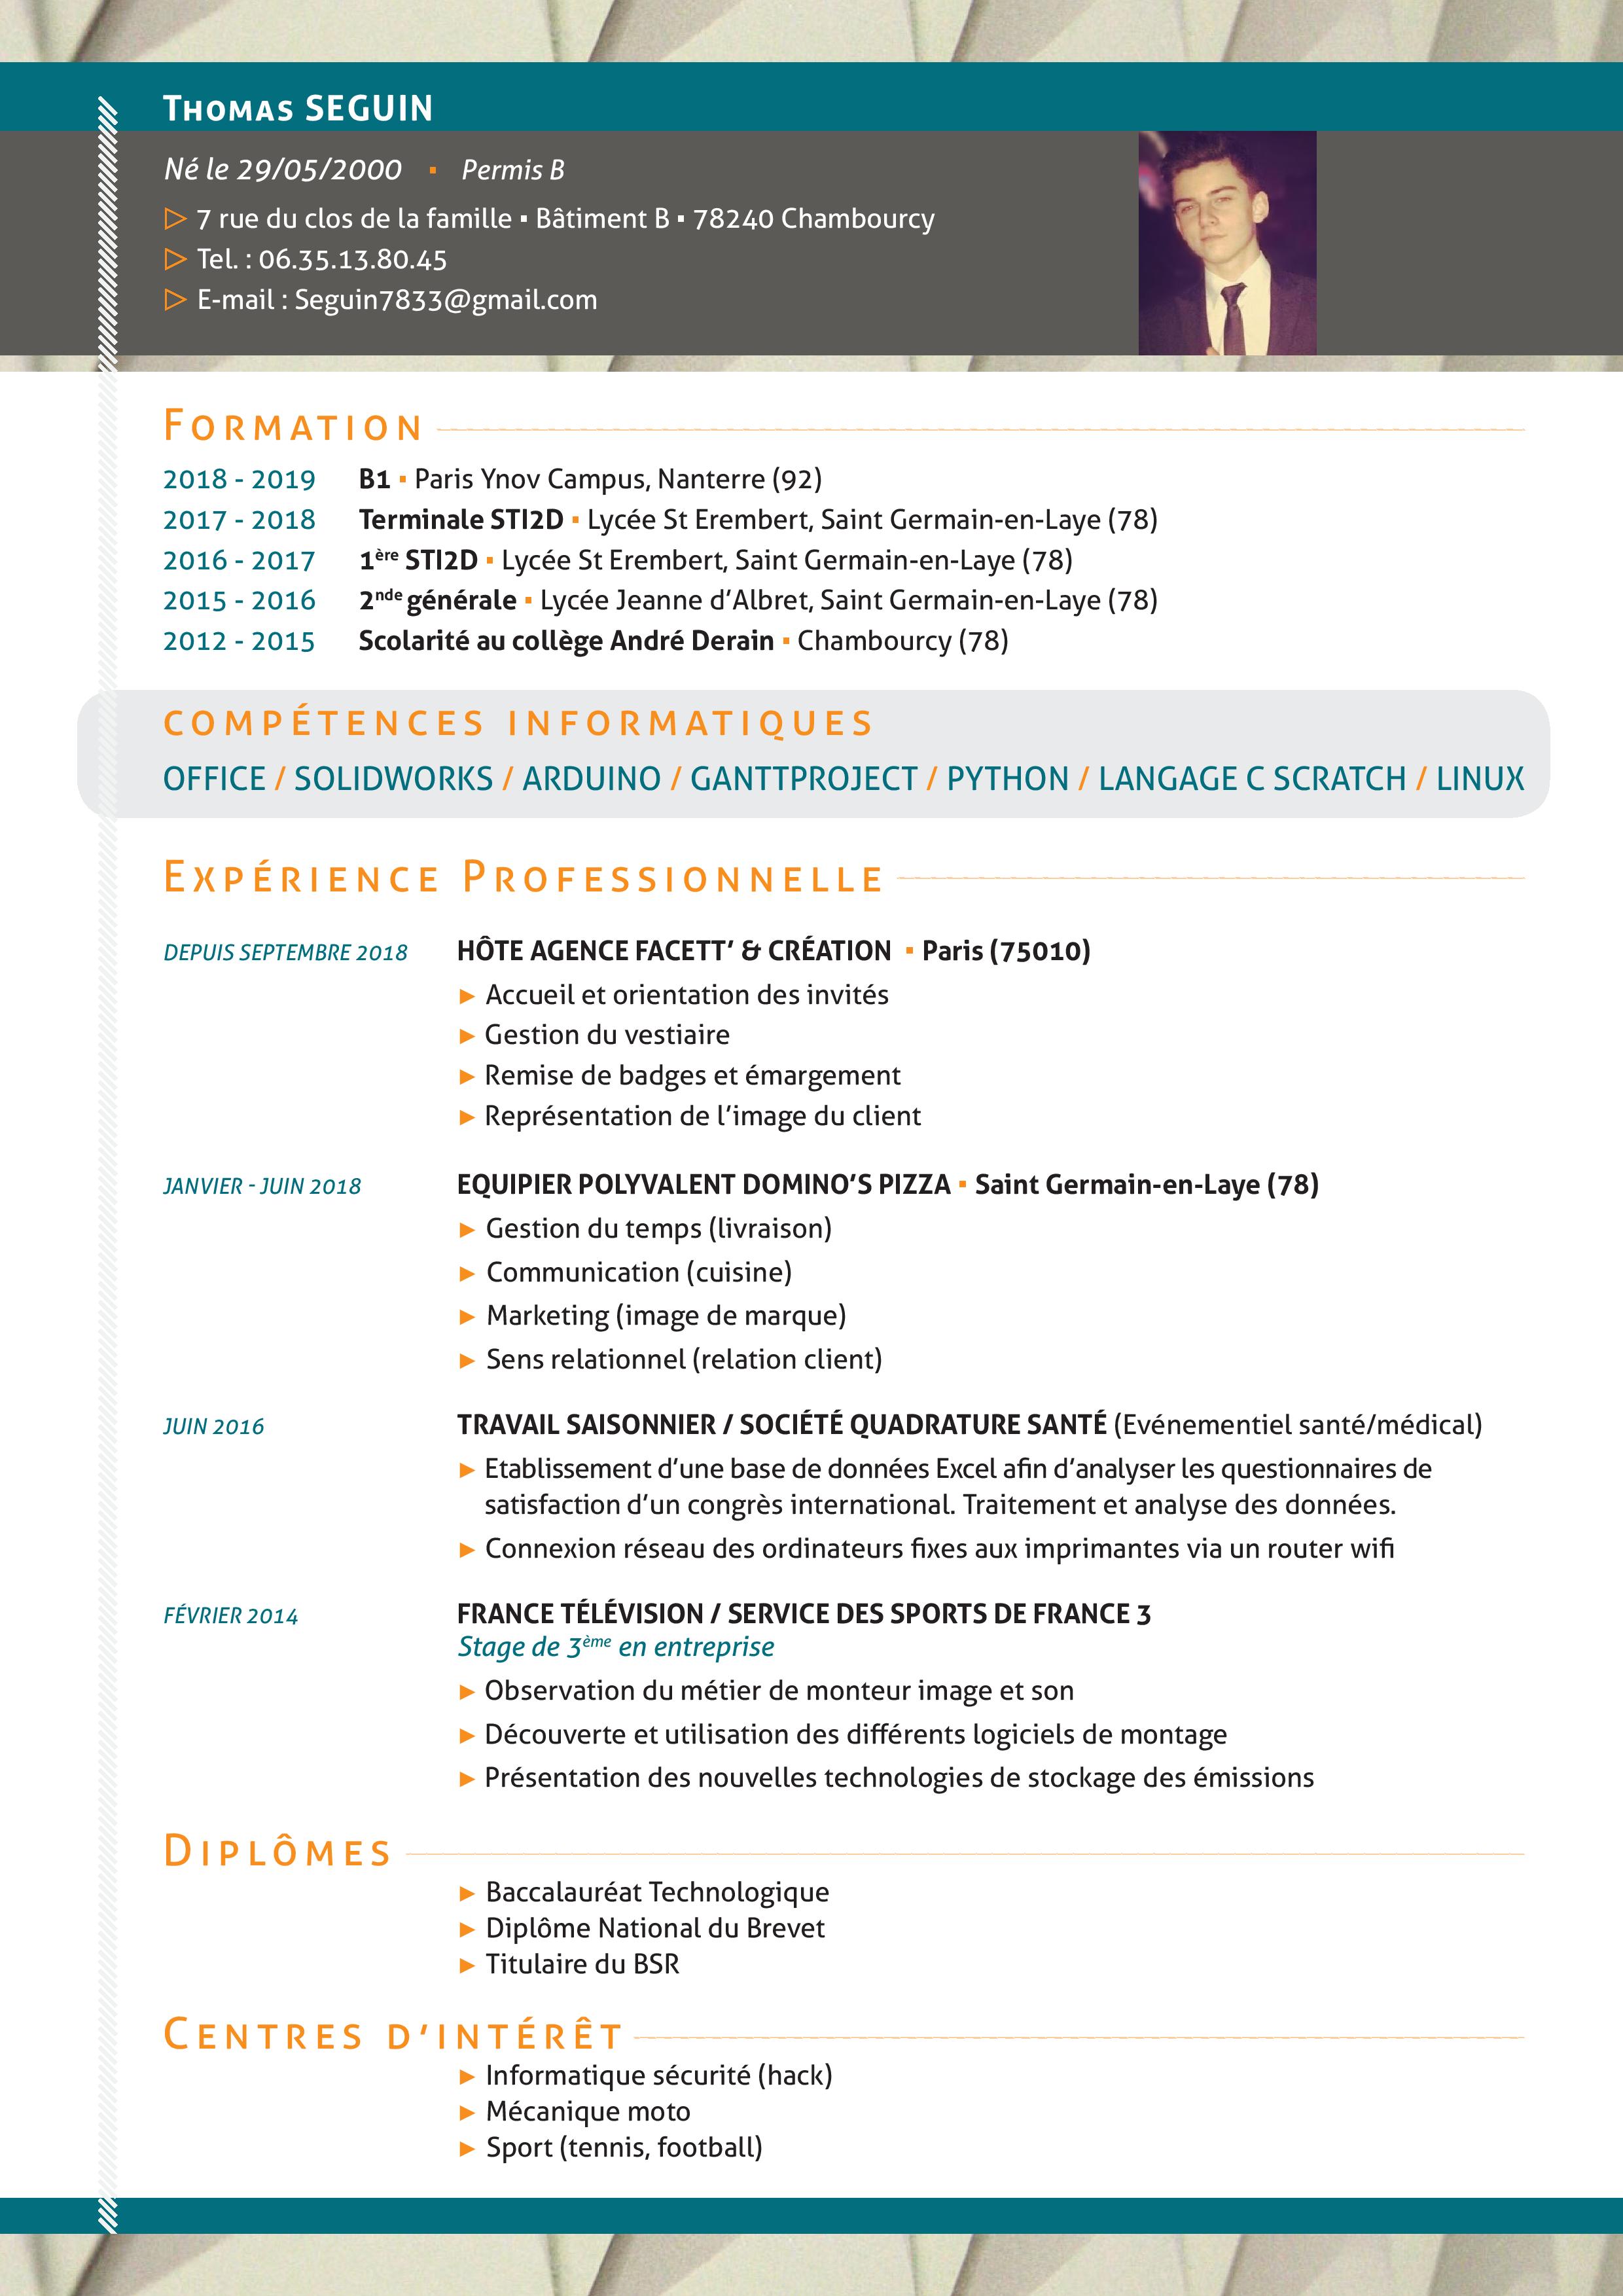 Thomas SEGUIN
Né le 29/05/2000 ▪ Permis B
▷ 7 rue du clos de la famille ▪ Bâtiment B ▪ 78240 Chambourcy
▷ Tel. : 06.35.13.80.45
▷ E-mail : Seguin7833@gmail.com
Formation
2018 - 2019 B1 ▪ Paris Ynov Campus, Nanterre (92)
2017 - 2018 Terminale STI2D ▪ Lycée St Erembert, Saint Germain-en-Laye (78)
2016 - 2017 1ère STI2D ▪ Lycée St Erembert, Saint Germain-en-Laye (78)
2015 - 2016 2nde générale ▪ Lycée Jeanne d’Albret, Saint Germain-en-Laye (78)
2012 - 2015 Scolarité au collège André Derain ▪ Chambourcy (78)
COMPÉTENCES INFORMATIQUES
OFFICE / SOLIDWORKS / ARDUINO / GANTTPROJECT / PYTHON / LANGAGE C SCRATCH / LINUX
Expérience Professionnelle
DEPUIS SEPTEMBRE 2018 HÔTE AGENCE FACETT’ & CRÉATION ▪ Paris (75010)
► Accueil et orientation des invités
► Gestion du vestiaire
► Remise de badges et émargement
► Représentation de l’image du client
JANVIER - JUIN 2018 EQUIPIER POLYVALENT DOMINO’S PIZZA ▪ Saint Germain-en-Laye (78)
► Gestion du temps (livraison)
► Communication (cuisine)
► Marketing (image de marque)
► Sens relationnel (relation client)
JUIN 2016 TRAVAIL SAISONNIER / SOCIÉTÉ QUADRATURE SANTÉ (Evénementiel santé/médical)
► Etablissement d’une base de données Excel afin d’analyser les questionnaires de
satisfaction d’un congrès international. Traitement et analyse des données.
► Connexion réseau des ordinateurs fixes aux imprimantes via un router wifi
FÉVRIER 2014 FRANCE TÉLÉVISION / SERVICE DES SPORTS DE FRANCE 3
Stage de 3ème en entreprise
► Observation du métier de monteur image et son
► Découverte et utilisation des différents logiciels de montage
► Présentation des nouvelles technologies de stockage des émissions
Diplômes
► Baccalauréat Technologique
► Diplôme National du Brevet
► Titulaire du BSR
Centres d’intérêt
► Informatique sécurité (hack)
► Mécanique moto
► Sport (tennis, football)